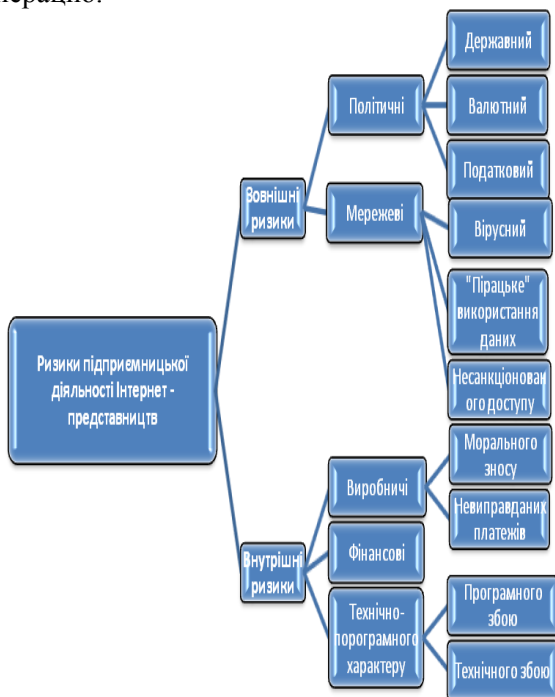 Державний
Політичні
Валютний
Податковий
Зовнішні
ризики
Мережеві
Вірусний
"Пірацьке"
використання
даних
Несанкціонован
ого доступу
Ризики підприємницької
діяльності Інтернет -
представництв
Морального
зносу
Виробничі
Невиправданих
платежів
Внутрішні
ризики
Фінансові
Технічно-
порограмного
характеру
Програмного
збою
Технічного збою